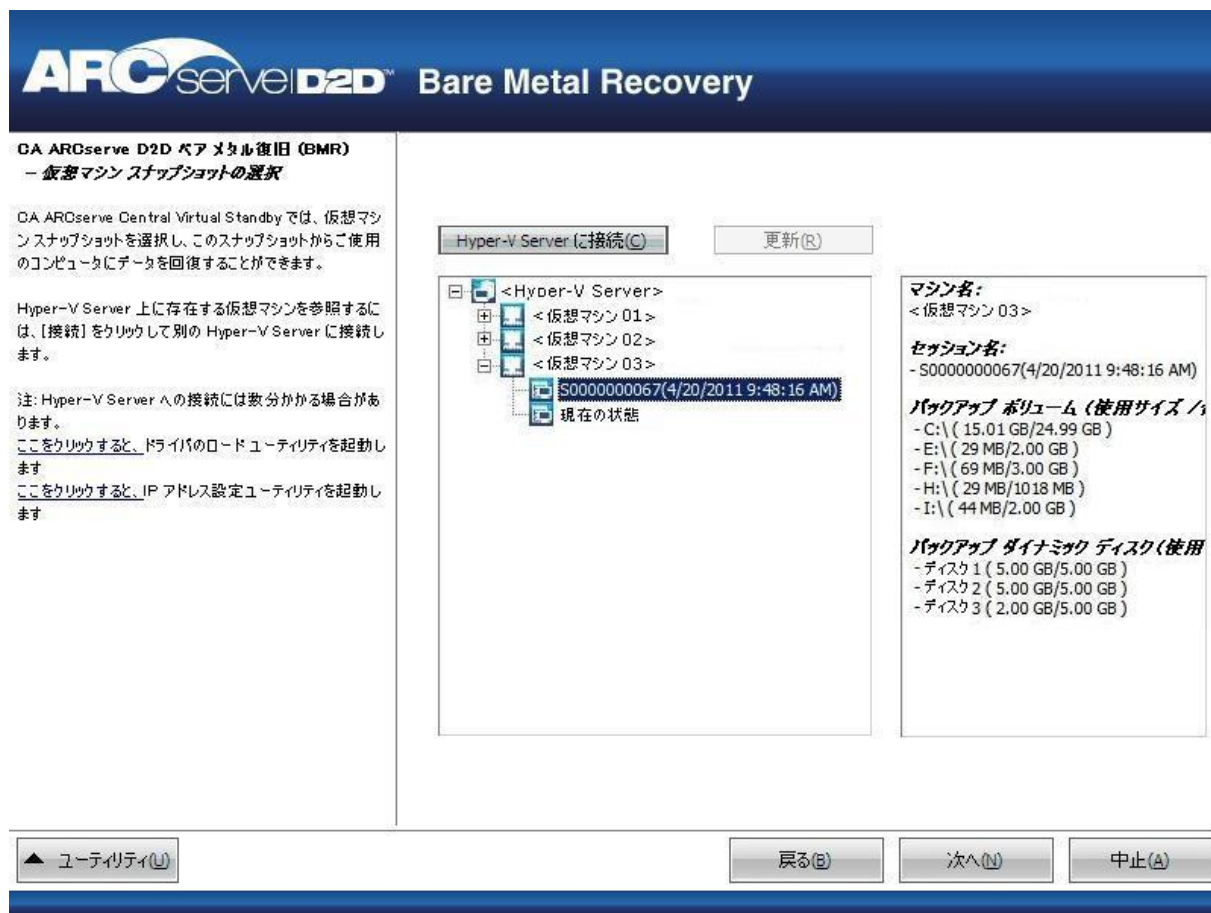 ARCserve D2D™ Bare Metal Recovery
CA ARCserve D2D ベア メタル復旧 (BMR)
– 仮想マシン スナップショットの選択
CA ARCserve Central Virtual Standby では、仮想マシ
ン スナップショットを選択し、このスナップショットからご使用
のコンピュータにデータを回復することができます。
Hyper-V Server 上に存在する仮想マシンを参照するに
は、[接続] をクリックして別の Hyper-V Server に接続し
ます。
注: Hyper-V Server への接続には数分かかる場合があ
ります。
ここをクリックすると、ドライバのロード ユーティリティを起動し
ます
ここをクリックすると、IP アドレス設定ユーティリティを起動し
ます
Hyper-V Server に接続(C)
更新(R)
<Hyper-V Server>
<仮想マシン 01>
<仮想マシン 02>
<仮想マシン 03>
S0000000067(4/20/2011 9:48:16 AM)
現在の状態
マシン名:
<仮想マシン 03>
セッション名:
- S0000000067(4/20/2011 9:48:16 AM)
バックアップ ボリューム (使用サイズ /
- C:\ ( 15.01 GB/24.99 GB )
- E:\ ( 29 MB/2.00 GB )
- F:\ ( 69 MB/3.00 GB )
- H:\ ( 29 MB/1018 MB )
- I:\ ( 44 MB/2.00 GB )
バックアップ ダイナミック ディスク(使用
- ディスク 1 ( 5.00 GB/5.00 GB )
- ディスク 2 ( 5.00 GB/5.00 GB )
- ディスク 3 ( 2.00 GB/5.00 GB )
▲ ユーティリティ(U)
戻る(B)
次へ(N)
中止(A)